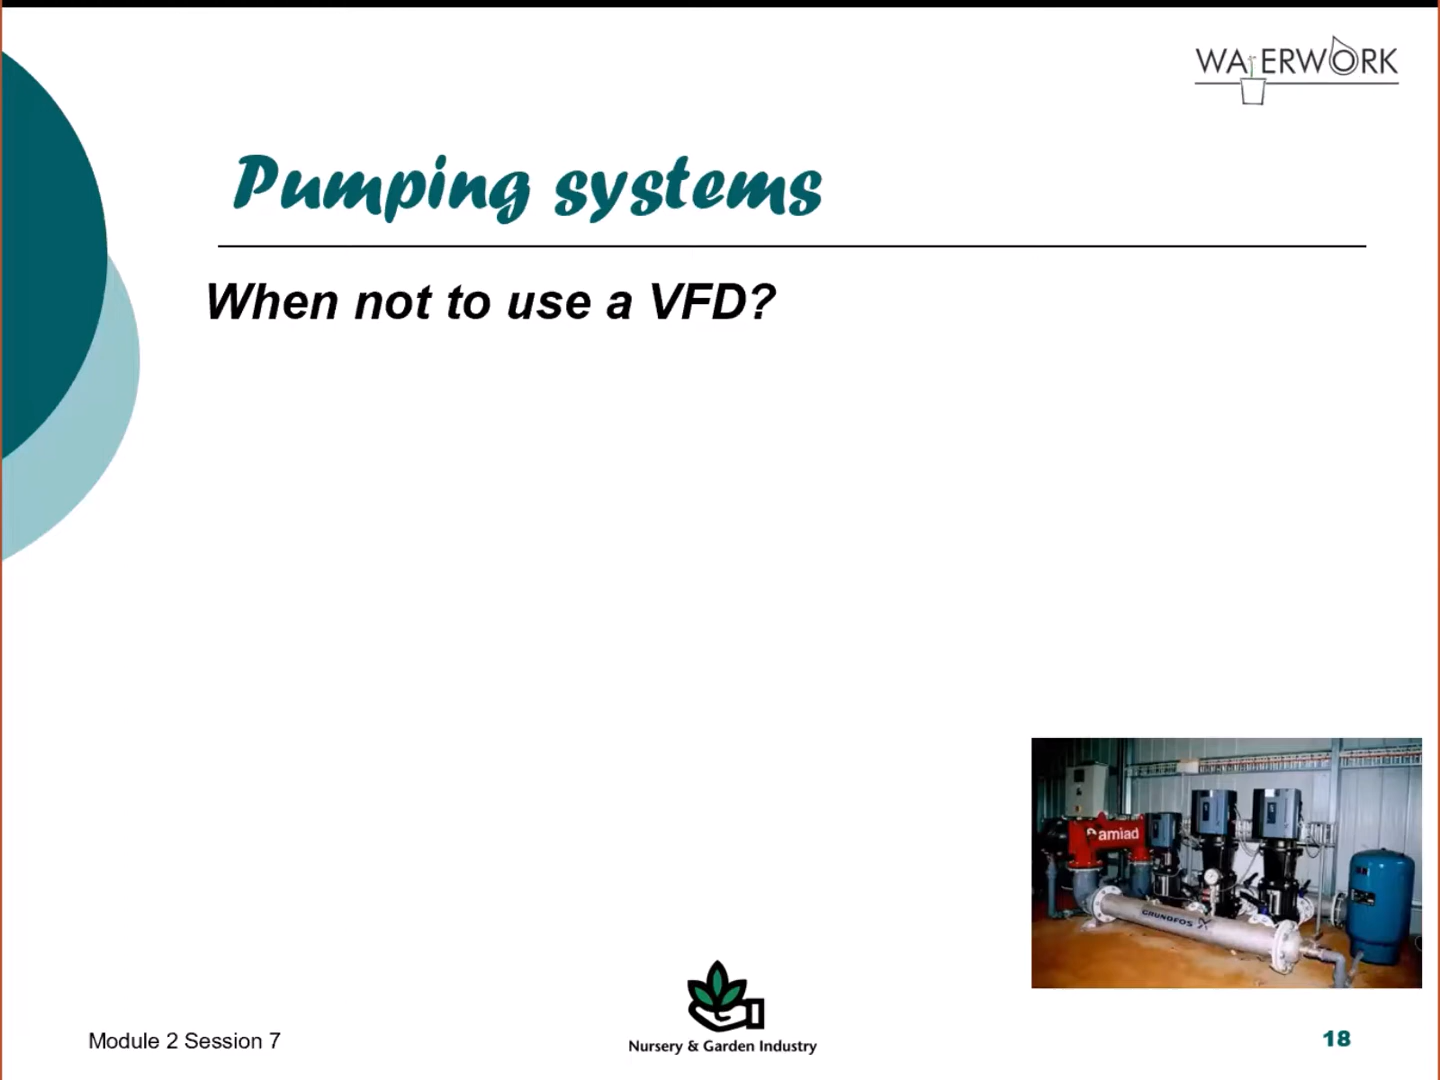 WATERWORK
Pumping systems
When not to use a VFD?
amiad
GRUNDFOS
Module 2 Session 7
Nursery & Garden Industry
18